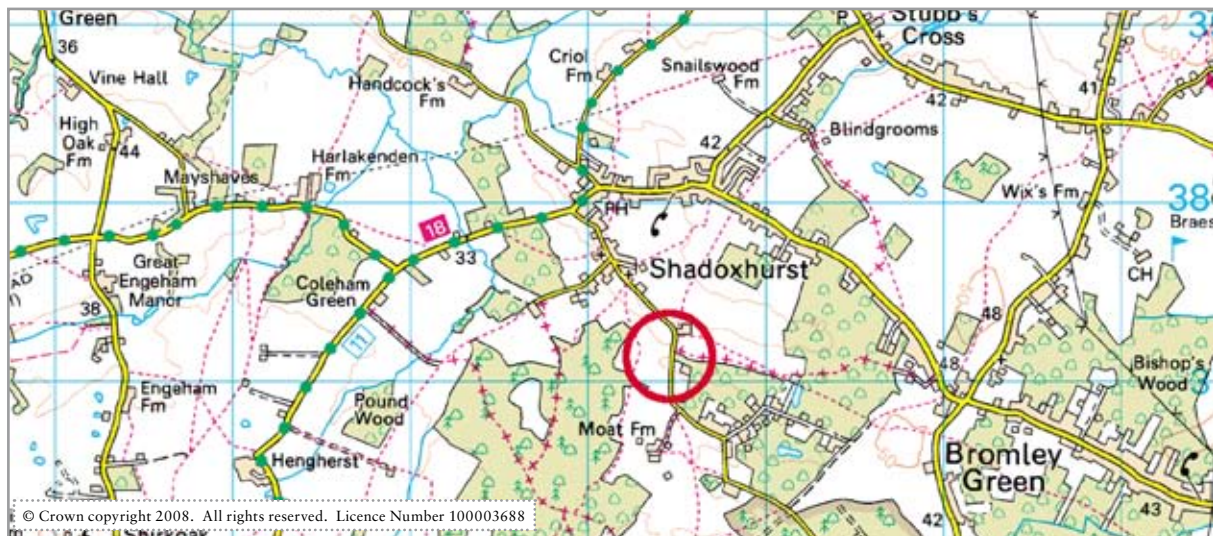 Green
36
Vine Hall
High
Oak
Fm
44
Mayshaves
Great
Engeham
Manor
38
Engeham
Fm
Handcock's
Fm
Harlakenden
Fm
Coleham
Green
18
33
11
Pound
Wood
Hengherst
Criol
Fm
Snailswood
Fm
42
PH
Shadoxhurst
Moat Fm
P
Stubb's
Cross
42
41
Blindgrooms
Wix's Fm
38
Braes
CH
48
48
Bishop's
Wood
Bromley
Green
42
43
© Crown copyright 2008. All rights reserved. Licence Number 100003688